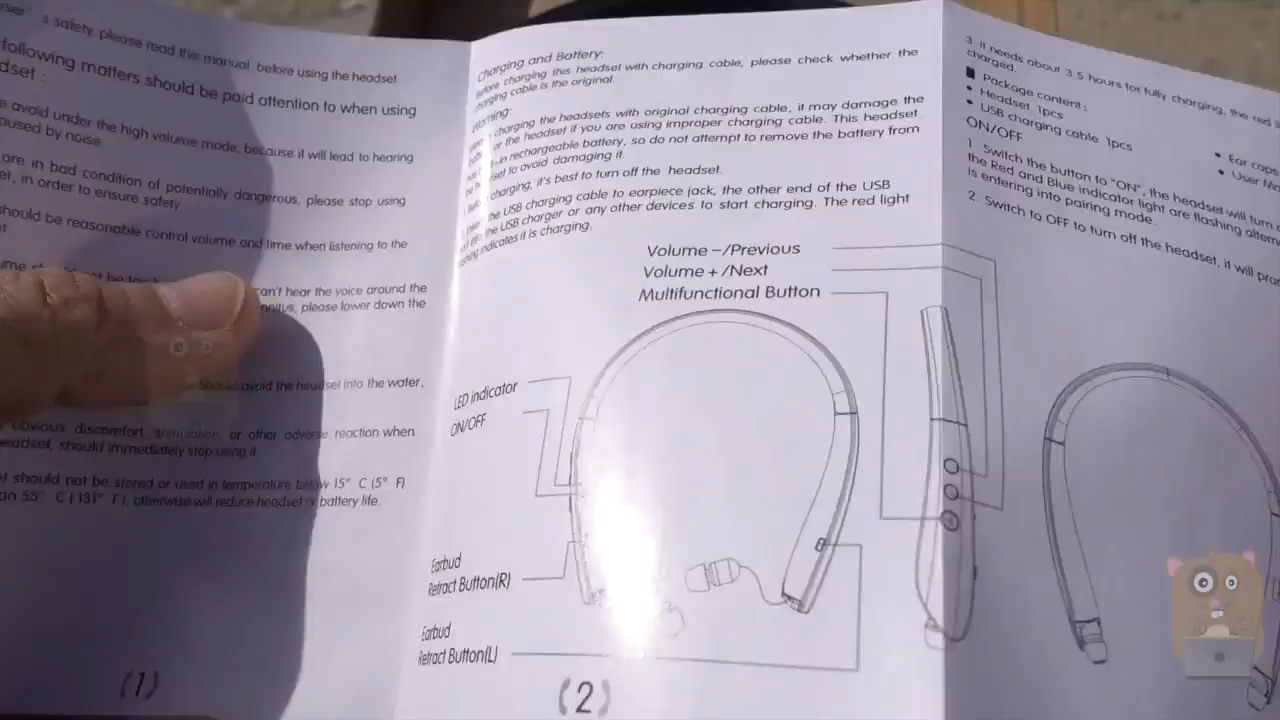 s safety, please read this manual before using the headset
following matters should be paid attention to when using
dset :
avoid under the high volume mode, because it will lead to hearing
by noise
are in bad condition of potentially dangerous, please stop using
in order to ensure safety
should be reasonable control volume and time when listening to the
can't hear the voice around the
please lower down the
should avoid the headset into the water,
obvious discomfort, stimulation, or other adverse reaction when
headset, should immediately stop using it.
should not be stored or used in temperature below 15° C (5° F)
55° C (131° F), otherwise will reduce headset or battery life.
(1)
Charging and Battery:
Before charging this headset with charging cable, please check whether the
charging cable is the original.
Warning:
charging the headsets with original charging cable, it may damage the
or the headset if you are using improper charging cable. This headset
rechargeable battery, so do not attempt to remove the battery from
to avoid damaging it.
charging, it's best to turn off the headset.
the USB charging cable to earpiece jack, the other end of the USB
the USB charger or any other devices to start charging. The red light
indicates it is charging.
Volume –/Previous
Volume + /Next
Multifunctional Button
LED indicator
ON/OFF
Earbud
Retract Button(R)
Earbud
Retract Button(L)
(2)
3. It needs about 3.5 hours for fully charging, the red
charged.
■ Package content :
• Headset 1pcs
• USB charging cable 1pcs
• Ear caps
• User
ON/OFF
1. Switch the button to "ON", the headset will turn
the Red and Blue indicator light are flashing
is entering into pairing mode.
2. Switch to OFF to turn off the headset, it will